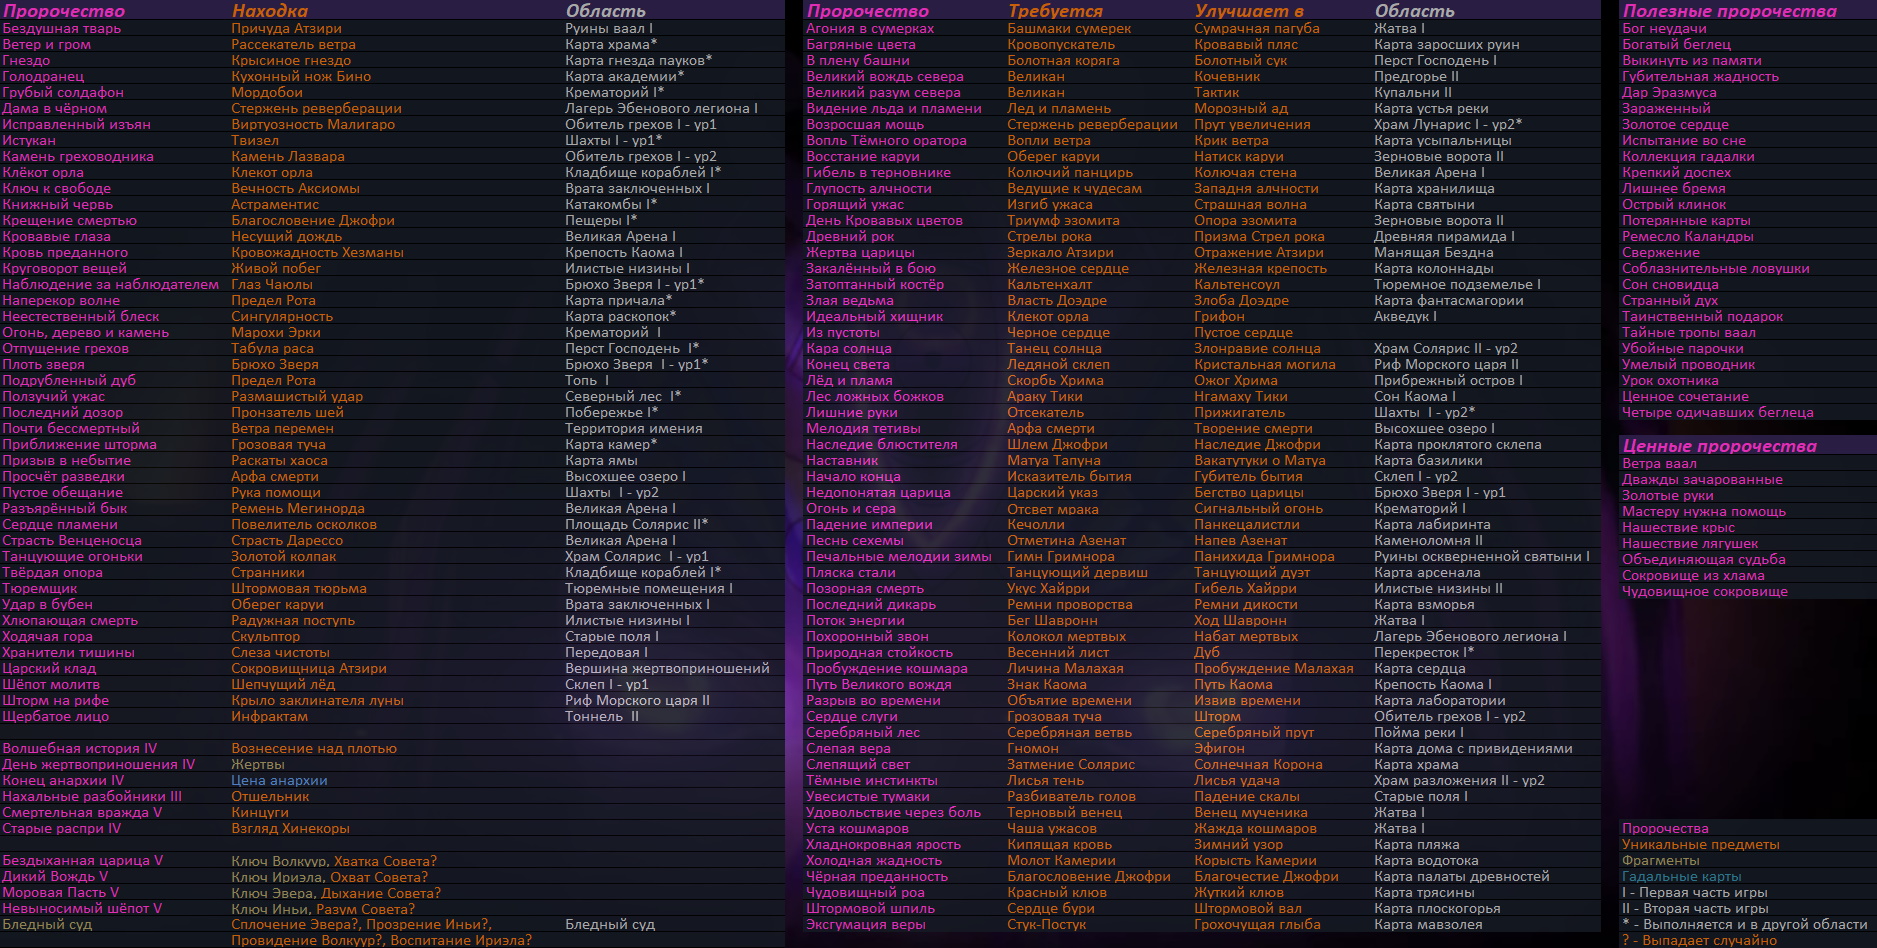 Пророчество Находка Область
Бездушная тварь Причуда Атзири Руины ваал I
Ветер и гром Рассекатель ветра Карта храма*
Гнездо Крысиное гнездо Карта гнезда пауков*
Голодранец Кухонный нож Бино Карта академии*
Грубый солдафон Мордобои Крематорий I*
Дама в чёрном Стержень реверберации Лагерь Эбенового легиона I
Исправленный изъян Виртуозность Малигаро Обитель грехов I - ур1
Истукан Твизел Шахты I - ур1*
Камень греховодника Камень Лазвара Обитель грехов I - ур2
Клёкот орла Клекот орла Кладбище кораблей I*
Ключ к свободе Вечность Аксиомы Врата заключенных I
Книжный червь Астраментис Катакомбы I*
Крещение смертью Благословение Джофри Пещеры I*
Кровавые глаза Несущий дождь Великая Арена I
Кровь преданного Кровожадность Хезманы Крепость Каома I
Круговорот вещей Живой побег Илистые низины I
Наблюдение за наблюдателем Глаз Чаюлы Брюхо Зверя I - ур1*
Наперекор волне Предел Рота Карта причала*
Неестественный блеск Сингулярность Карта раскопок*
Огонь, дерево и камень Марохи Эрки Крематорий I
Отпущение грехов Табула раса Перст Господень I*
Плоть зверя Брюхо Зверя Брюхо Зверя I - ур1*
Подрубленный дуб Предел Рота Топь I
Ползучий ужас Размашистый удар Северный лес I*
Последний дозор Пронзатель шей Побережье I*
Почти бессмертный Ветра перемен Территория имения
Приближение шторма Грозовая туча Карта камер*
Призыв в небытие Раскаты хаоса Карта ямы
Просчёт разведки Арфа смерти Высохшее озеро I
Пустое обещание Рука помощи Шахты I - ур2
Разъярённый бык Ремень Мегинорда Великая Арена I
Сердце пламени Повелитель осколков Площадь Солярис II*
Страсть Венценосца Страсть Дарессо Великая Арена I
Танцующие огоньки Золотой колпак Храм Солярис I - ур1
Твёрдая опора Странники Кладбище кораблей I*
Тюремщик Штормовая тюрьма Тюремные помещения I
Удар в бубен Оберег каруи Врата заключенных I
Хлюпающая смерть Радужная поступь Илистые низины I
Ходячая гора Скульптор Старые поля I
Хранители тишины Слеза чистоты Передовая I
Царский клад Сокровищница Атзири Вершина жертвоприношений
Шёпот молитв Шепчущий лёд Склеп I - ур1
Шторм на рифе Крыло заклинателя луны Риф Морского царя II
Щербатое лицо Инфрактам Тоннель II
Волшебная история IV Вознесение над плотью
День жертвоприношения IV Жертвы
Конец анархии IV Цена анархии
Нахальные разбойники III Отшельник
Смертельная вражда V Кинцуги
Старые распри IV Взгляд Хинекоры
Бездыханная царица V Ключ Волкуур, Хватка Совета?
Дикий Вождь V Ключ Ириэла, Охват Совета?
Моровая Пасть V Ключ Эвера, Дыхание Совета?
Невыносимый шёпот V Ключ Иньи, Разум Совета?
Бледный суд Сплочение Эвера?, Прозрение Иньи?, Бледный суд
Провидение Волкуур?, Воспитание Ириэла?
Пророчество Требуется Улучшает в Область
Агония в сумерках Башмаки сумерек Сумрачная пагуба Жатва I
Багряные цвета Кровопускатель Кровавый пляс Карта заросших руин
В плену башни Болотная коряга Болотный сук Перст Господень I
Великий вождь севера Великан Кочевник Предгорье II
Великий разум севера Великан Тактик Купальни II
Видение льда и пламени Лед и пламень Морозный ад Карта устья реки
Возросшая мощь Стержень реверберации Прут увеличения Храм Лунарис I - ур2*
Вопль Тёмного оратора Вопли ветра Крик ветра Карта усыпальницы
Восстание каруи Оберег каруи Натиск каруи Зерновые ворота II
Гибель в терновнике Колючий панцирь Колючая стена Великая Арена I
Глупость алчности Ведущие к чудесам Западня алчности Карта хранилища
Горящий ужас Изгиб ужаса Страшная волна Карта святыни
День Кровавых цветов Триумф эзомита Опора эзомита Зерновые ворота II
Древний рок Стрелы рока Призма Стрел рока Древняя пирамида I
Жертва царицы Зеркало Атзири Отражение Атзири Манящая Бездна
Закалённый в бою Железное сердце Железная крепость Карта колоннады
Затоптанный костёр Кальтенхалт Кальтенсоул Тюремное подземелье I
Злая ведьма Власть Доэдре Злоба Доэдре Карта фантасмагории
Идеальный хищник Клекот орла Грифон Акведук I
Из пустоты Черное сердце Пустое сердце
Кара солнца Танец солнца Злонравие солнца Храм Солярис II - ур2
Конец света Ледяной склеп Кристальная могила Риф Морского царя II
Лёд и пламя Скорбь Хрима Ожог Хрима Прибрежный остров I
Лес ложных божков Араку Тики Нгамаху Тики Сон Каома I
Лишние руки Отсекатель Прижигатель Шахты I - ур2*
Мелодия тетивы Арфа смерти Творение смерти Высохшее озеро I
Наследие блюстителя Шлем Джофри Наследие Джофри Карта проклятого склепа
Наставник Матуа Тапуна Вакатутуки о Матуа Карта базилики
Начало конца Исказитель бытия Губитель бытия Склеп I - ур2
Недопонятая царица Царский указ Бегство царицы Брюхо Зверя I - ур1
Огонь и сера Отсвет мрака Сигнальный огонь Крематорий I
Падение империи Кечолли Панкецалистли Карта лабиринта
Песнь сехемы Отметина Азенат Напев Азенат Каменоломня II
Печальные мелодии зимы Гимн Гримнора Панихида Гримнора Руины оскверненной святыни I
Пляска стали Танцующий дервиш Танцующий дуэт Карта арсенала
Позорная смерть Укус Хайрри Гибель Хайрри Илистые низины II
Последний дикарь Ремни проворства Ремни дикости Карта взморья
Поток энергии Бег Шавронн Ход Шавронн Жатва I
Похоронный звон Колокол мертвых Набат мертвых Лагерь Эбенового легиона I
Природная стойкость Весенний лист Дуб Перекресток I*
Пробуждение кошмара Личина Малахая Пробуждение Малахая Карта сердца
Путь Великого вождя Знак Каома Путь Каома Крепость Каома I
Разрыв во времени Объятие времени Извив времени Карта лаборатории
Сердце слуги Грозовая туча Шторм Обитель грехов I - ур2
Серебряный лес Серебряная ветвь Серебряный прут Пойма реки I
Слепая вера Гномон Эфигон Карта дома с привидениями
Слепящий свет Затмение Солярис Солнечная Корона Карта храма
Тёмные инстинкты Лисья тень Лисья удача Храм разложения II - ур2
Увесистые тумаки Разбиватель голов Падение скалы Старые поля I
Удовольствие через боль Терновый венец Венец мученика Жатва I
Уста кошмаров Чаша ужасов Жажда кошмаров Жатва I
Хладнокровная ярость Кипящая кровь Зимний узор Карта пляжа
Холодная жадность Молот Камерии Корысть Камерии Карта водотока
Чёрная преданность Благословение Джофри Благочестие Джофри Карта палаты древностей
Чудовищный роа Красный клюв Жуткий клюв Карта трясины
Штормовой шпиль Сердце бури Штормовой вал Карта плоскогорья
Эксгумация веры Стук-Постук Грохочущая глыба Карта мавзолея
Полезные пророчества
Бог неудачи
Богатый беглец
Выкинуть из памяти
Губительная жадность
Дар Эразмуса
Зараженный
Золотое сердце
Испытание во сне
Коллекция гадалки
Крепкий доспех
Лишнее бремя
Острый клинок
Потерянные карты
Ремесло Каландры
Свержение
Соблазнительные ловушки
Сон сновидца
Странный дух
Таинственный подарок
Тайные тропы ваал
Убойные парочки
Умелый проводник
Урок охотника
Ценное сочетание
Четыре одичавших беглеца
Ценные пророчества
Ветра ваал
Дважды зачарованные
Золотые руки
Мастеру нужна помощь
Нашествие крыс
Нашествие лягушек
Объединяющая судьба
Сокровище из хлама
Чудовищное сокровище
Пророчества
Уникальные предметы
Фрагменты
Гадальные карты
I - Первая часть игры
II - Вторая часть игры
* - Выполняется и в другой области
? - Выпадает случайно